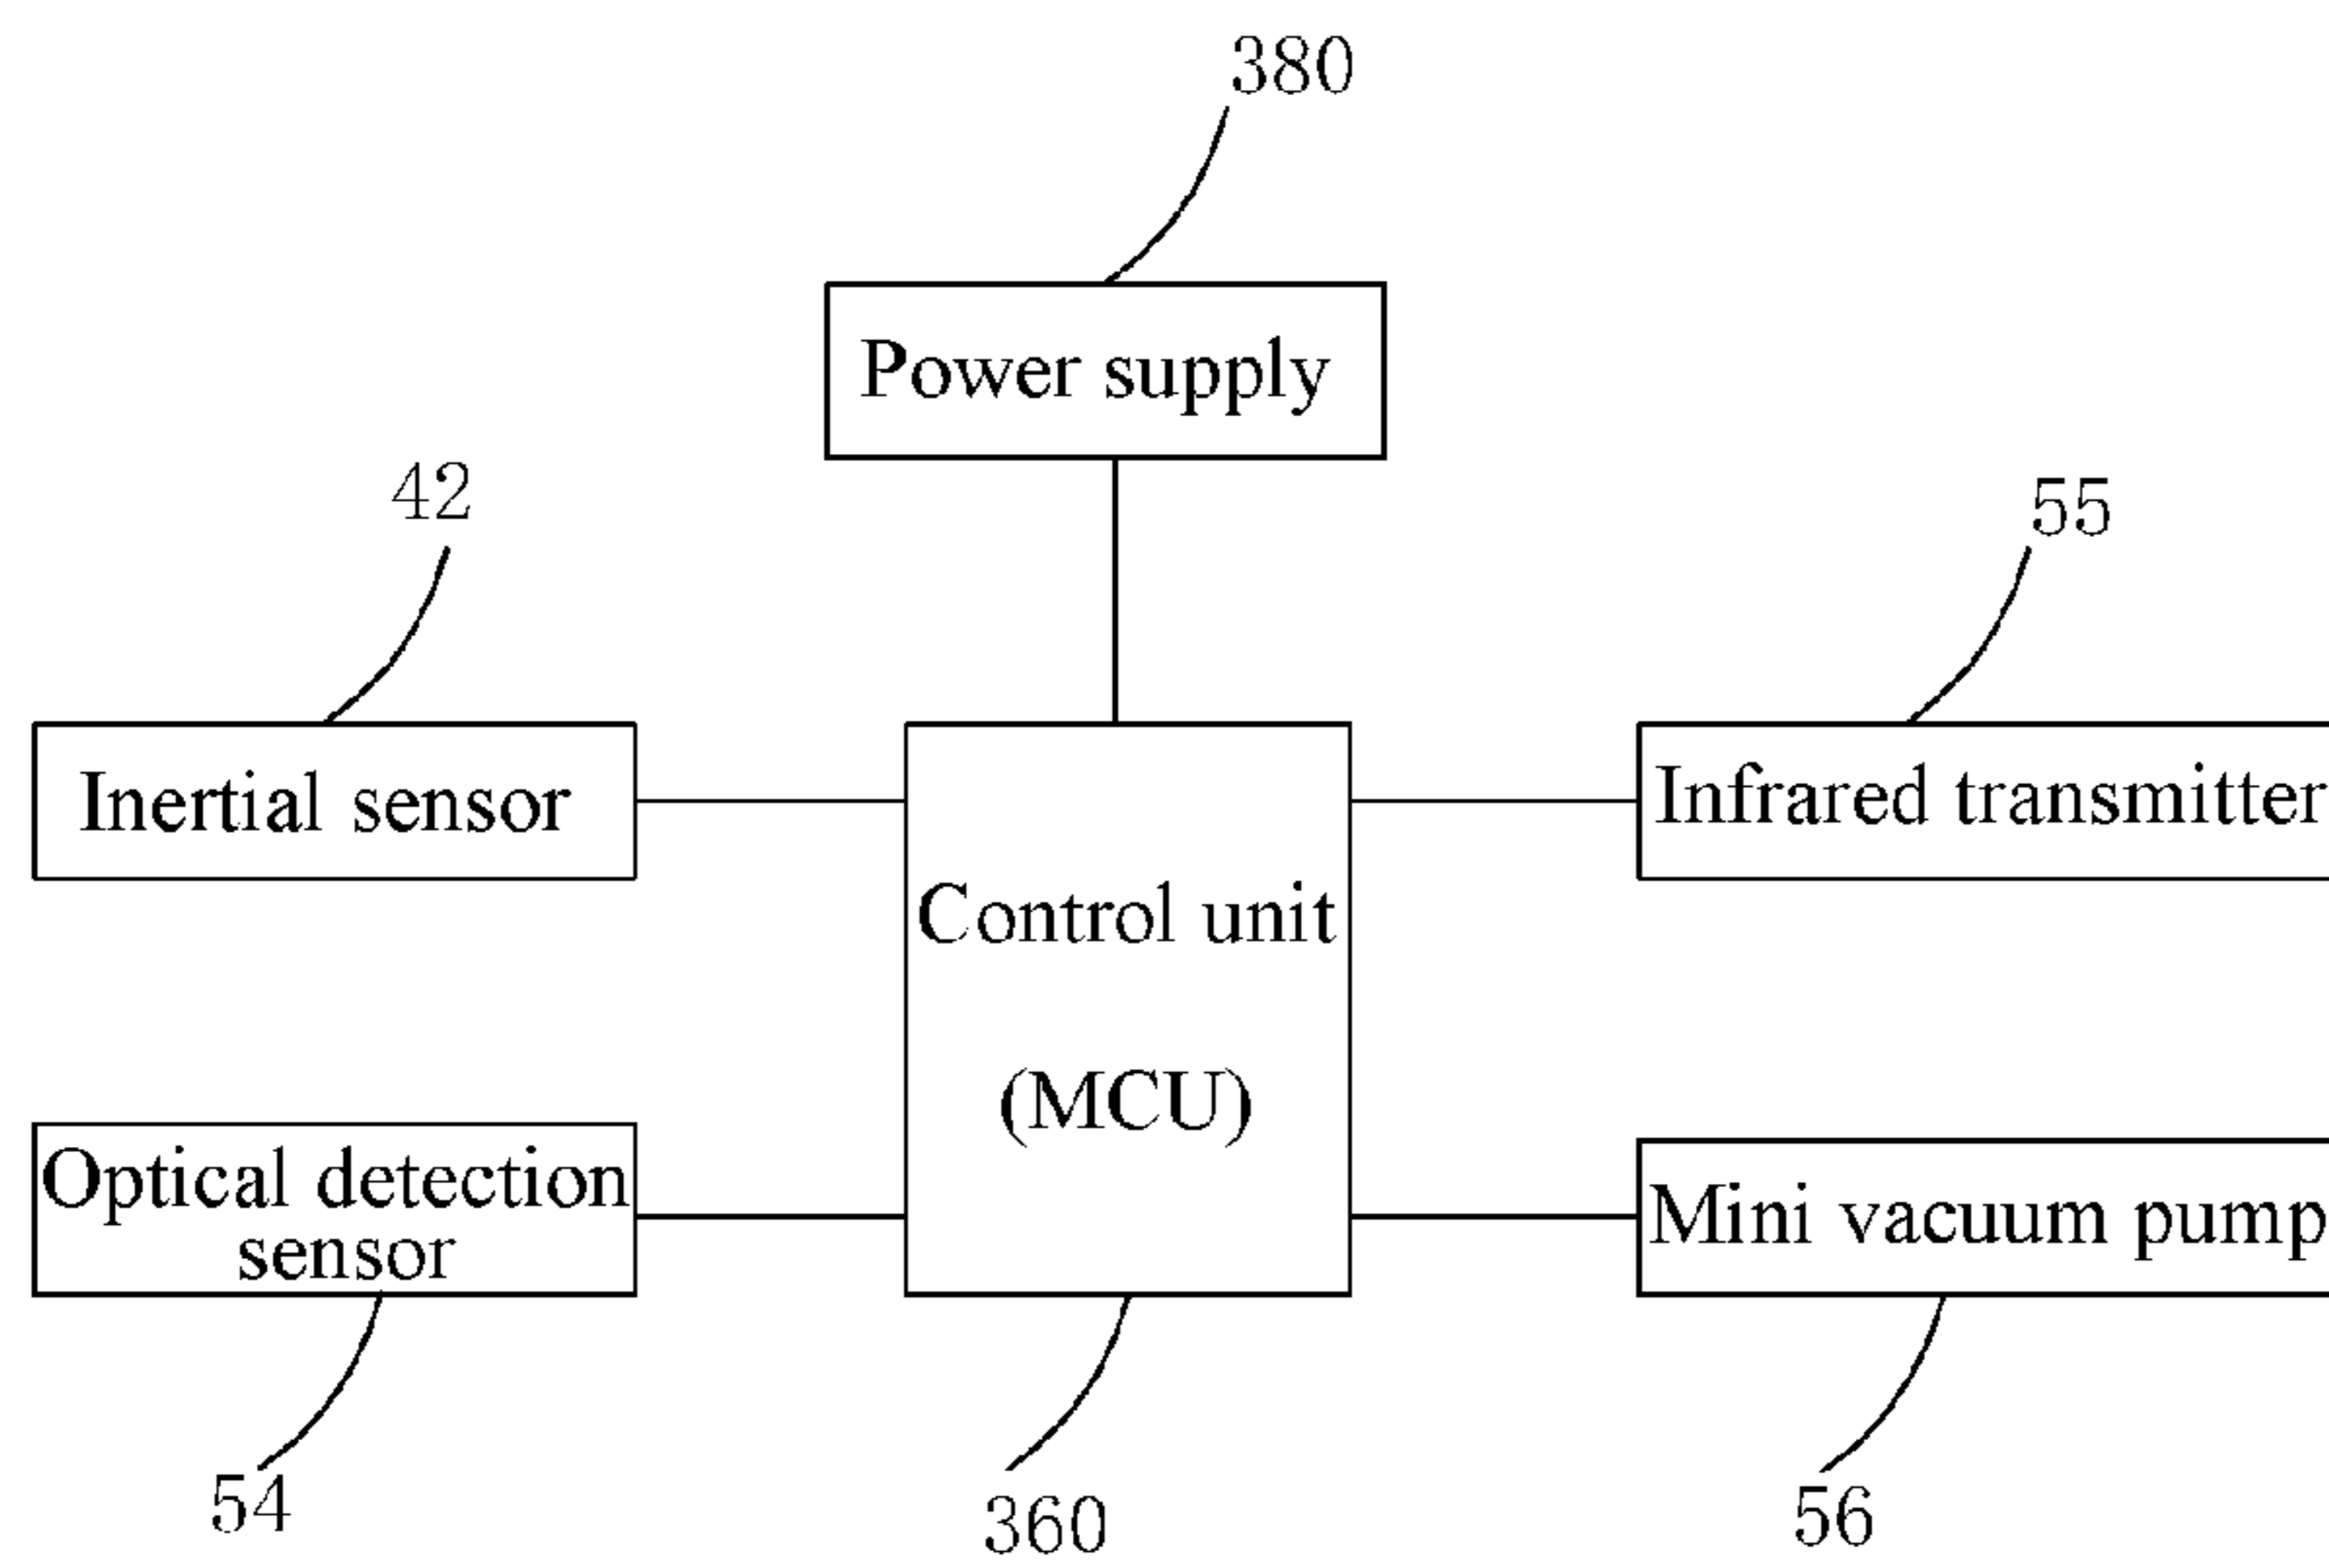 380
Power supply
42
55
Inertial sensor
Infrared transmitter
Control unit
(MCU)
Optical detection
sensor
Mini vacuum pump
54
360
56